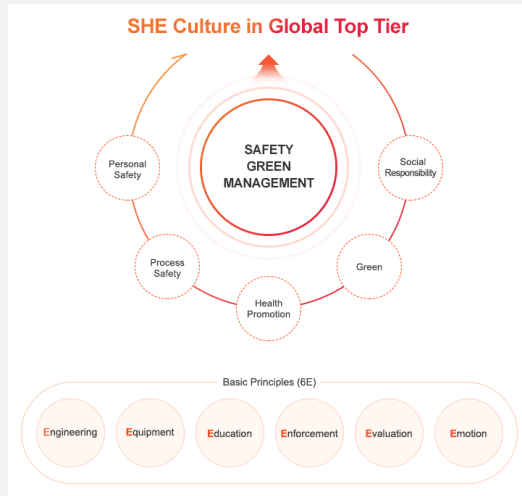 SHE Culture in Global Top Tier
SAFETY
GREEN
MANAGEMENT
Personal
Safety
Social
Responsibility
Process
Safety
Green
Health
Promotion
Basic Principles (6E)
Engineering
Equipment
Education
Enforcement
Evaluation
Emotion